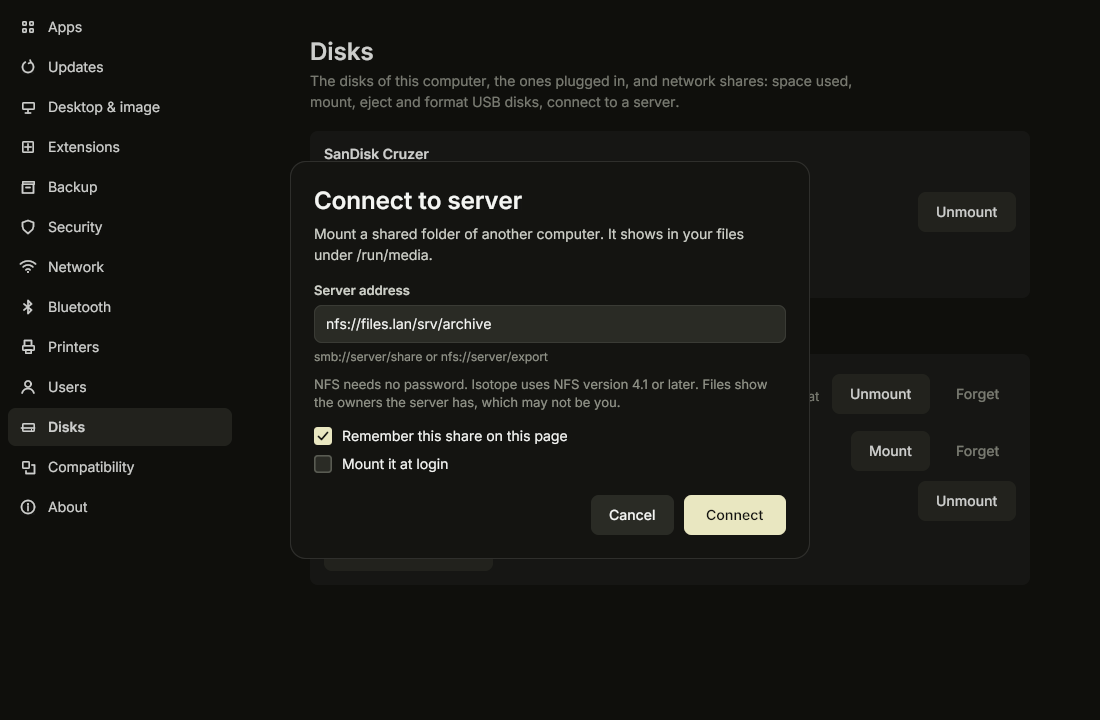 Apps
Updates
Desktop & image
Extensions
Backup
Security
Network
Bluetooth
Printers
Users
Disks
Compatibility
About
Disks
The disks of this computer, the ones plugged in, and network shares: space used,
mount, eject and format USB disks, connect to a server.
SanDisk Cruzer
Unmount
Connect to server
Mount a shared folder of another computer. It shows in your files
under /run/media.
Server address
nfs://files.lan/srv/archive
smb://server/share or nfs://server/export
NFS needs no password. Isotope uses NFS version 4.1 or later. Files show
the owners the server has, which may not be you.
Remember this share on this page
Mount it at login
Cancel
Connect
Unmount
Forget
Mount
Forget
Unmount